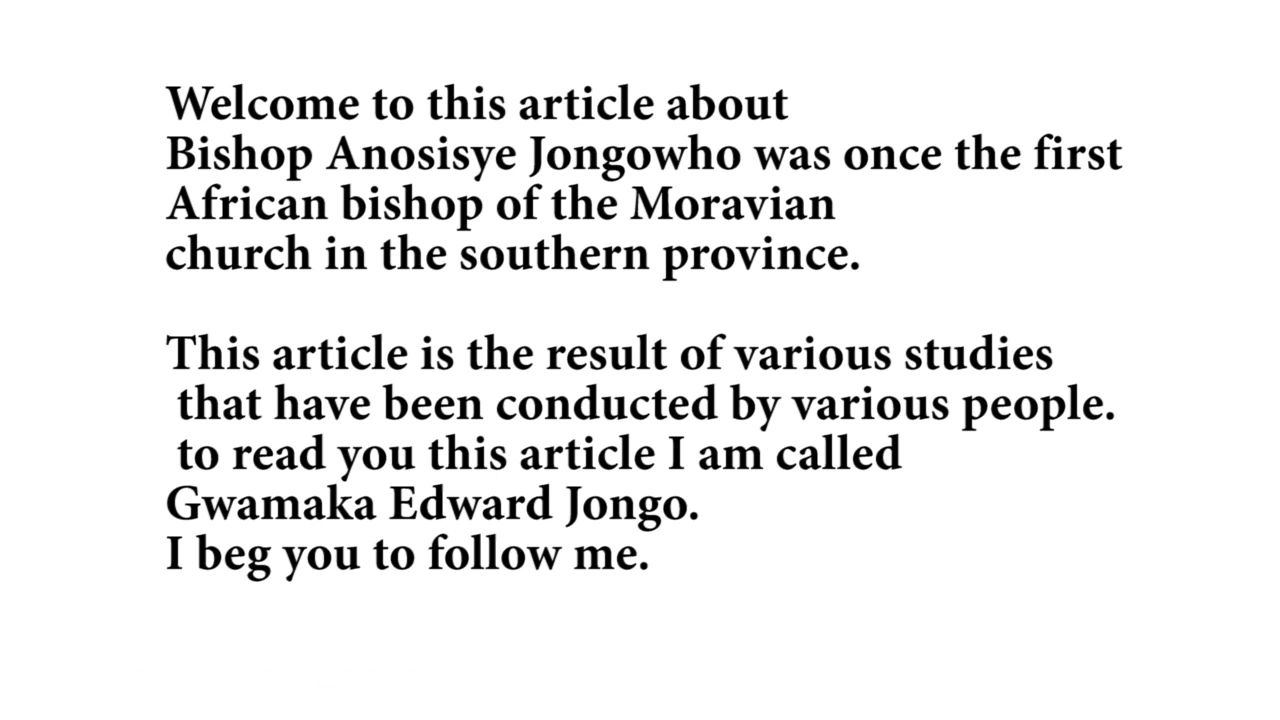 Welcome to this article about
Bishop Anosisye Jongowho was once the first
African bishop of the Moravian
church in the southern province.
This article is the result of various studies
that have been conducted by various people.
to read you this article I am called
Gwamaka Edward Jongo.
I beg you to follow me.